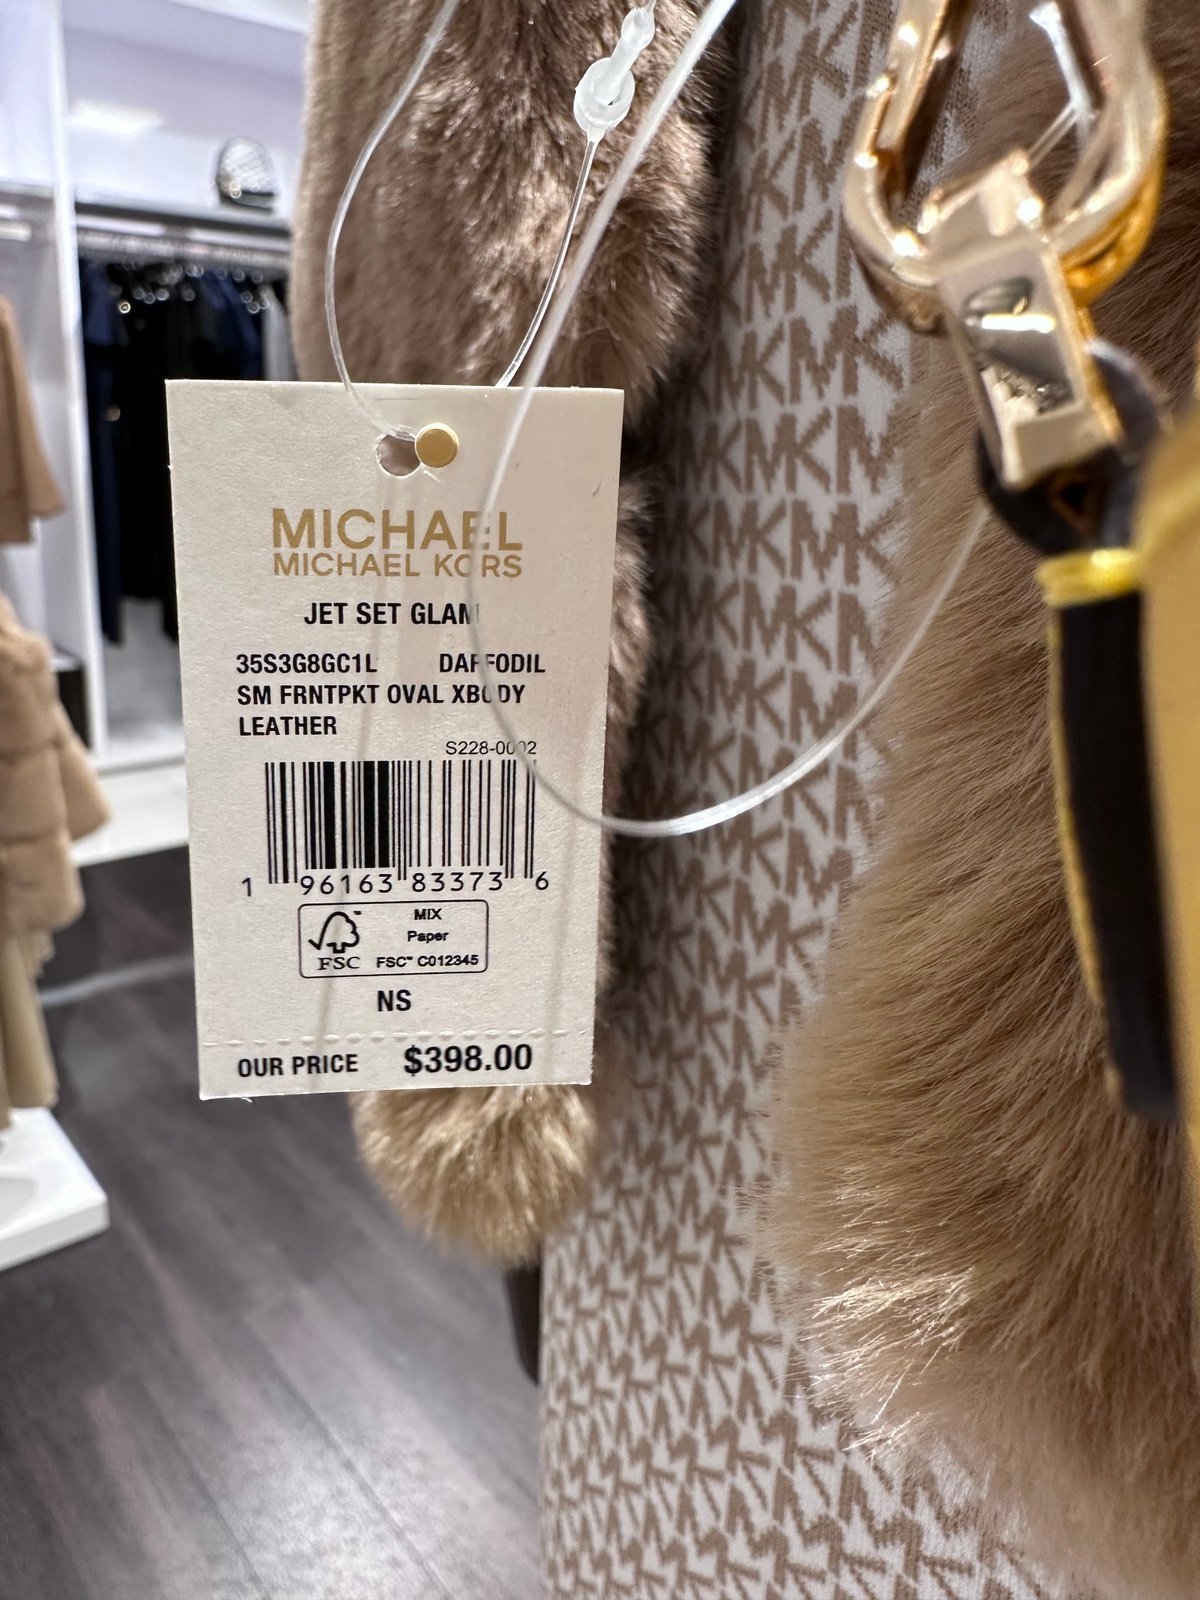 MICHAEL
MICHAEL KORS
JET SET GLAM
35S3G8GC1L DAFFODIL
SM FRNTPKT OVAL XBODY
LEATHER
S228-0002
1 96163 83373 6
FSC
MIX
Paper
FSC™ C012345
NS
OUR PRICE $398.00